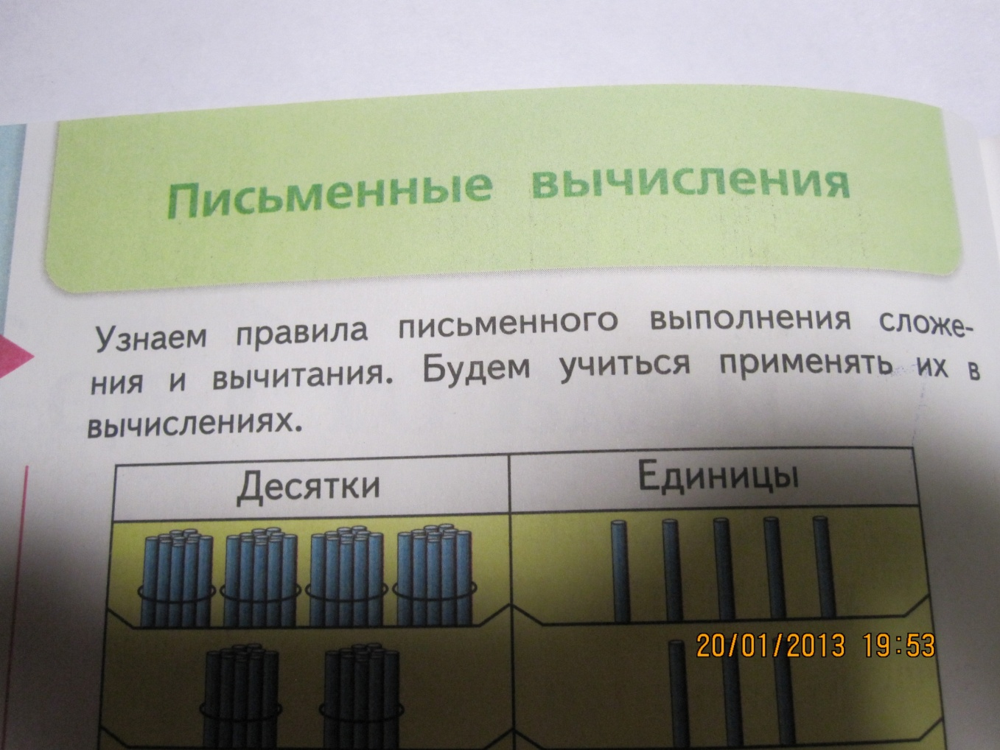 Письменные вычисления
Узнаем правила письменного выполнения сложе-
ния и вычитания. Будем учиться применять их в
вычислениях.
Десятки Единицы
20/01/2013 19:53